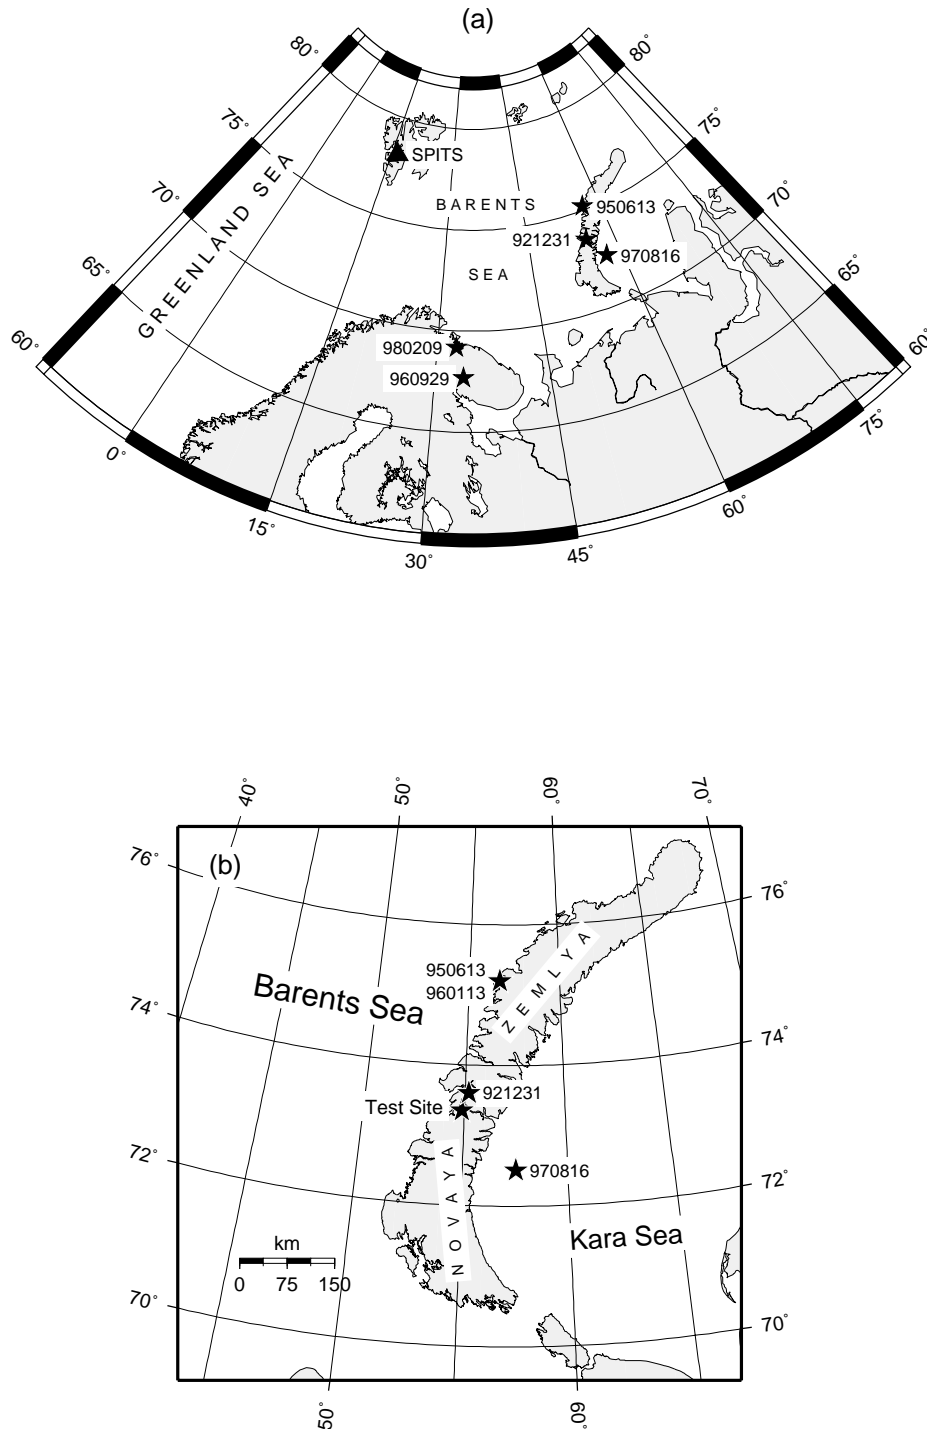 (a)
80° 80°
75° 75°
70° 70°
65° 65°
60° 60°
GREENLAND SEA
SPITS
BARENTS
SEA
950613
921231
970816
980209
960929
0° 15° 30° 45° 60° 75°
40° 50° 60° 70°
(b)
76° 76°
950613
960113
Barents Sea
ZEMLYA
74° 74°
921231
Test Site
970816
72° 72°
NOVAYA
Kara Sea
km
0 75 150
70° 70°
50° 60°